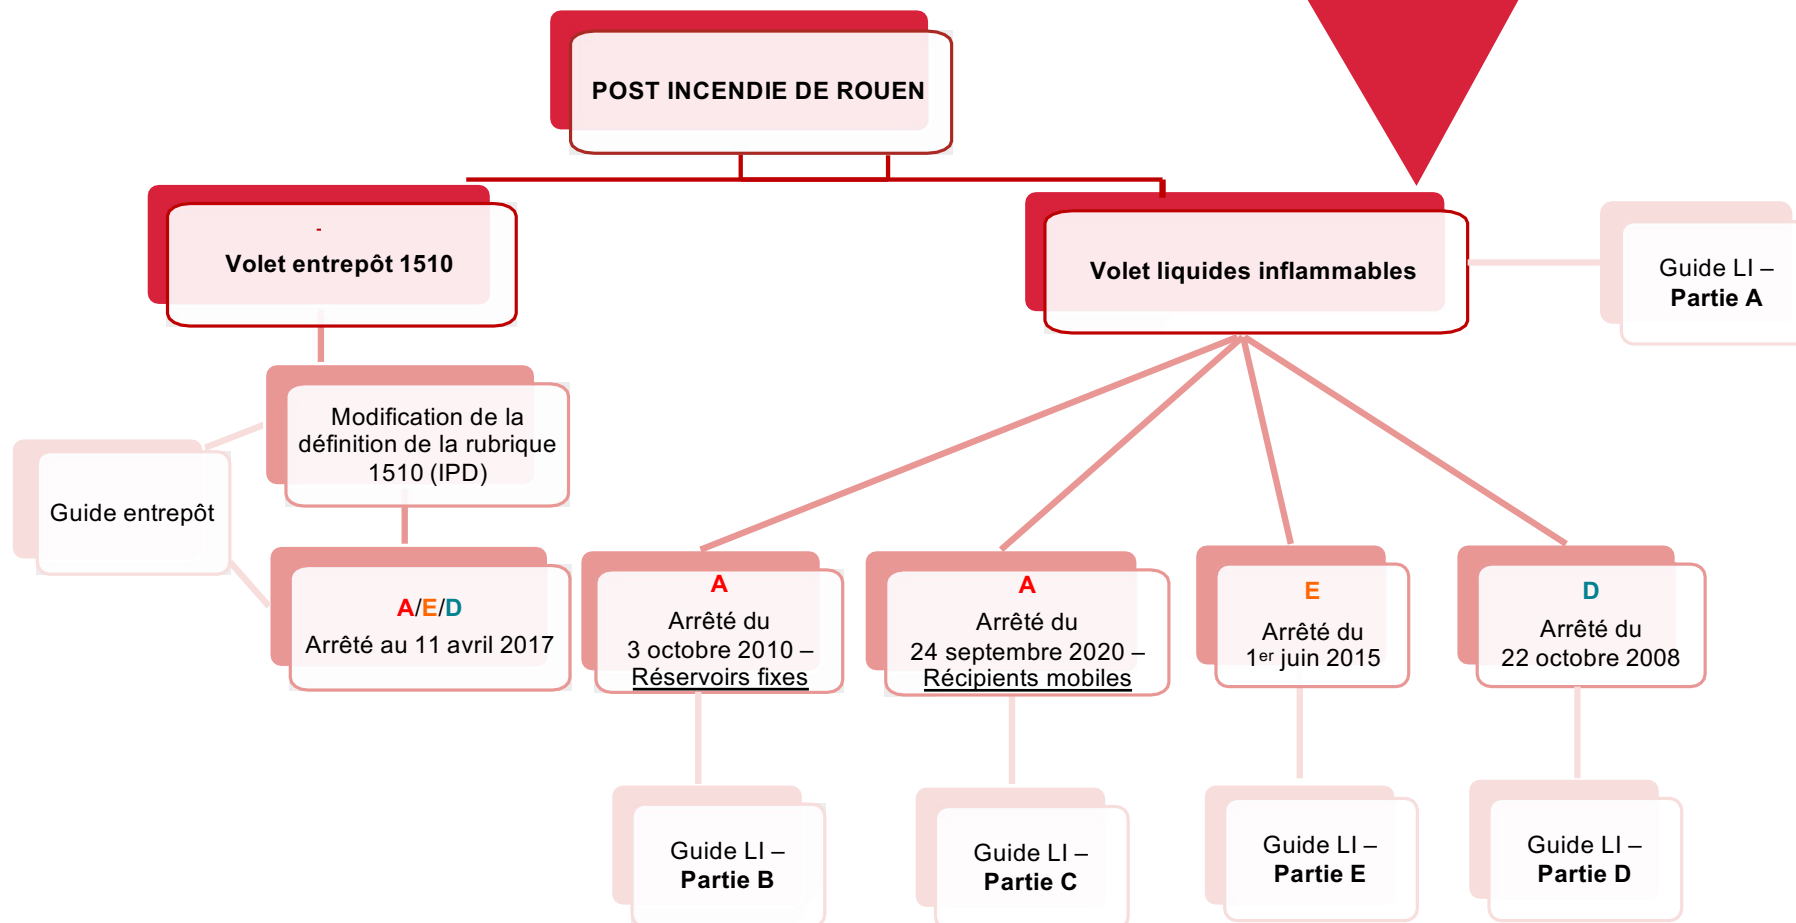 POST INCENDIE DE ROUEN
-
Volet entrepôt 1510
Volet liquides inflammables
Guide LI –
Partie A
Modification de la
définition de la rubrique
1510 (IPD)
Guide entrepôt
A/E/D
Arrêté au 11 avril 2017
A
Arrêté du
3 octobre 2010 –
Réservoirs fixes
A
Arrêté du
24 septembre 2020 –
Récipients mobiles
E
Arrêté du
1er juin 2015
D
Arrêté du
22 octobre 2008
Guide LI –
Partie B
Guide LI –
Partie C
Guide LI –
Partie E
Guide LI –
Partie D